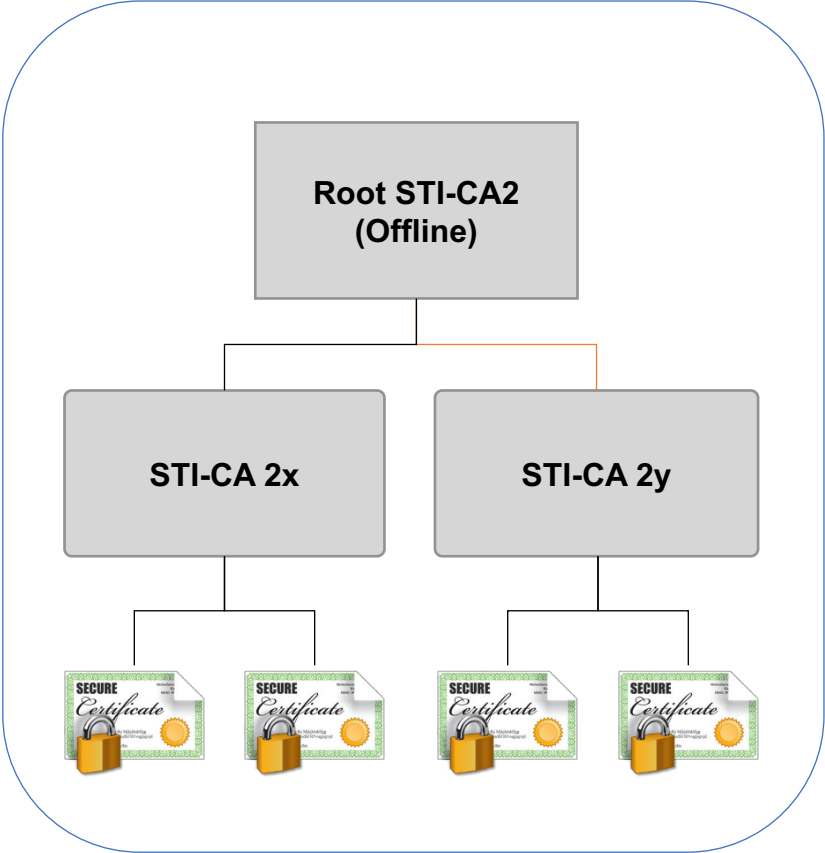 Root STI-CA2
(Offline)
STI-CA 2x
STI-CA 2y
SECURE
Certificate
SECURE
Certificate
SECURE
Certificate
SECURE
Certificate